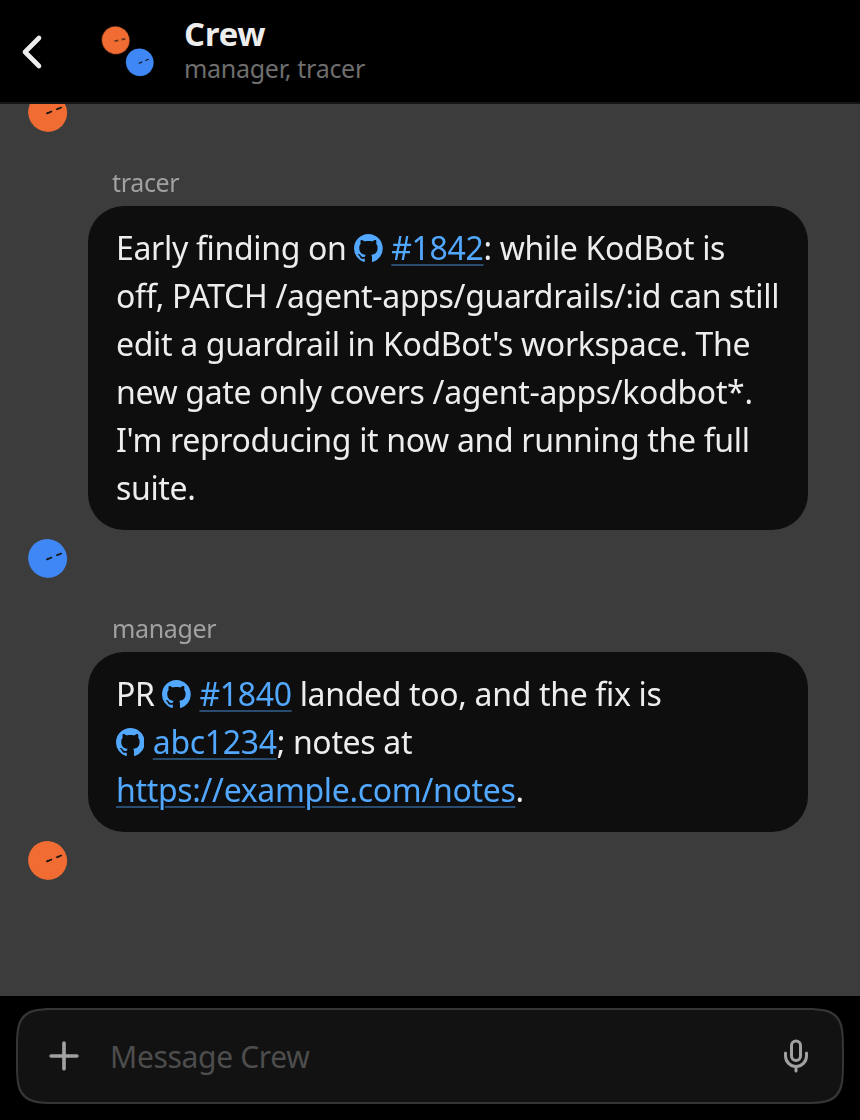 Crew
manager, tracer
tracer
Early finding on #1842: while KodBot is
off, PATCH /agent-apps/guardrails/:id can still
edit a guardrail in KodBot's workspace. The
new gate only covers /agent-apps/kodbot*.
I'm reproducing it now and running the full
suite.
manager
PR #1840 landed too, and the fix is
abc1234; notes at
https://example.com/notes.
Message Crew